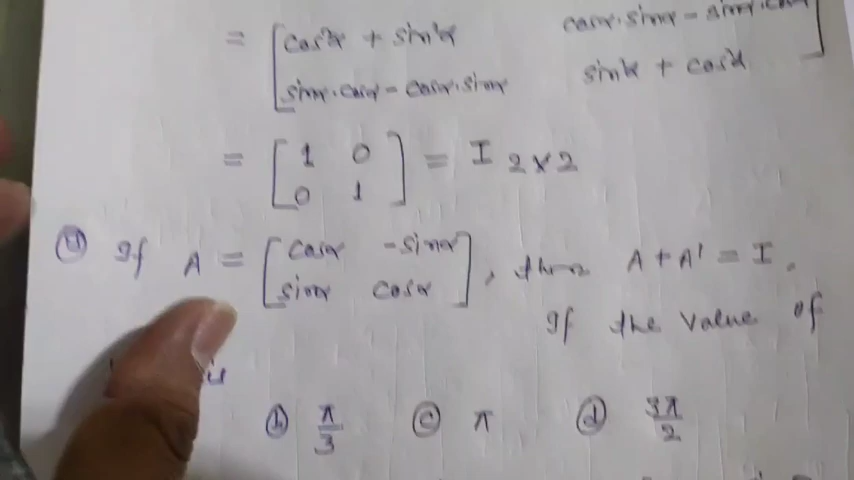 = [cos²α + sin²α cosα.sinα - sinα.cosα
sinα.cosα - cosα.sinα sin²α + cos²α]
= [1 0
0 1] = I 2×2
If A = [cosα -sinα
sinα cosα], then A + A' = I.
If the value of
is
(b) π/3 (c) π (d) 3π/2